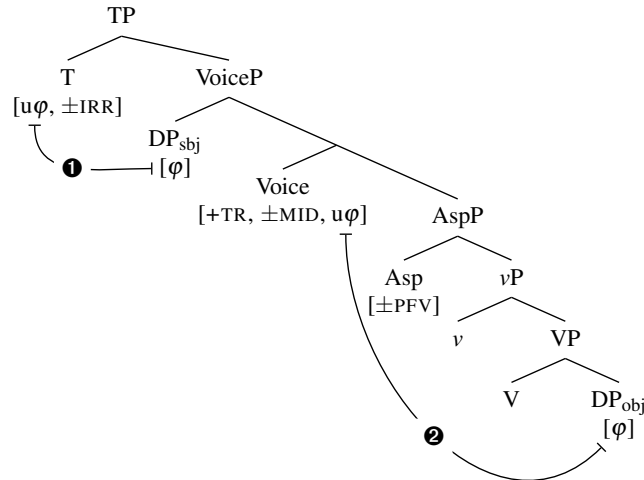 TP
T VoiceP
[uφ, ±IRR]
DPsbj
❶ [φ]
Voice
[+TR, ±MID, uφ] AspP
Asp vP
[±PFV]
v VP
V DPobj
[φ]
❷